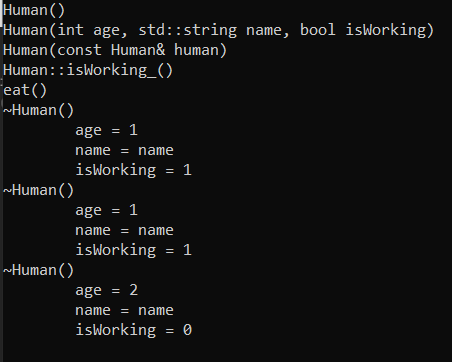 Human()
Human(int age, std::string name, bool isWorking)
Human(const Human& human)
Human::isWorking_()
eat()
~Human()
age = 1
name = name
isWorking = 1
~Human()
age = 1
name = name
isWorking = 1
~Human()
age = 2
name = name
isWorking = 0